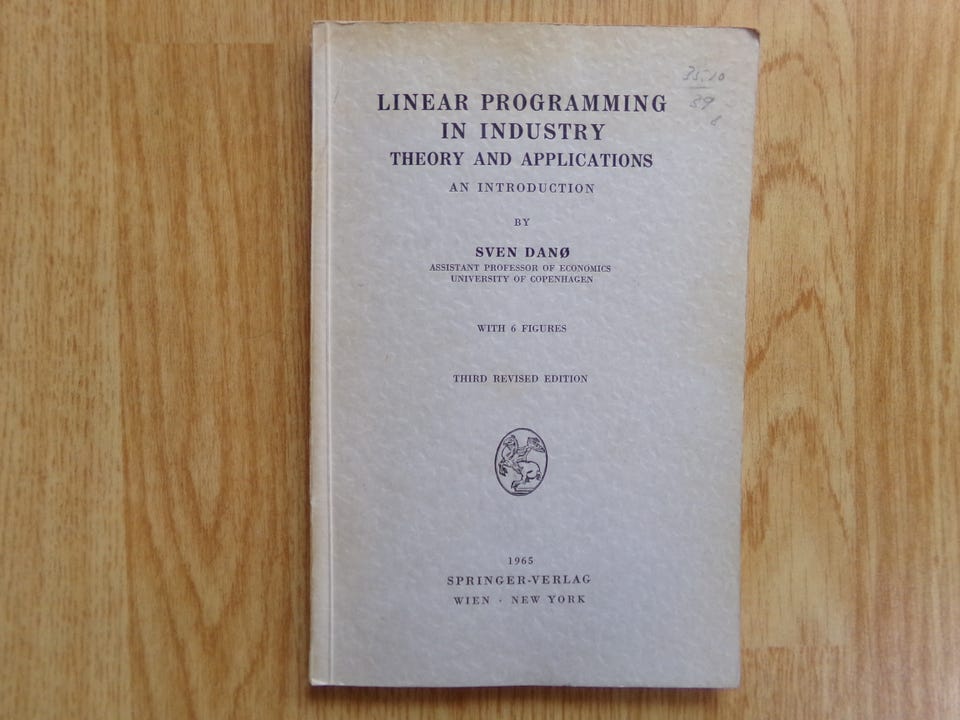 LINEAR PROGRAMMING
IN INDUSTRY
THEORY AND APPLICATIONS
AN INTRODUCTION
BY
SVEN DANØ
ASSISTANT PROFESSOR OF ECONOMICS
UNIVERSITY OF COPENHAGEN
WITH 6 FIGURES
THIRD REVISED EDITION
1965
SPRINGER-VERLAG
WIEN · NEW YORK